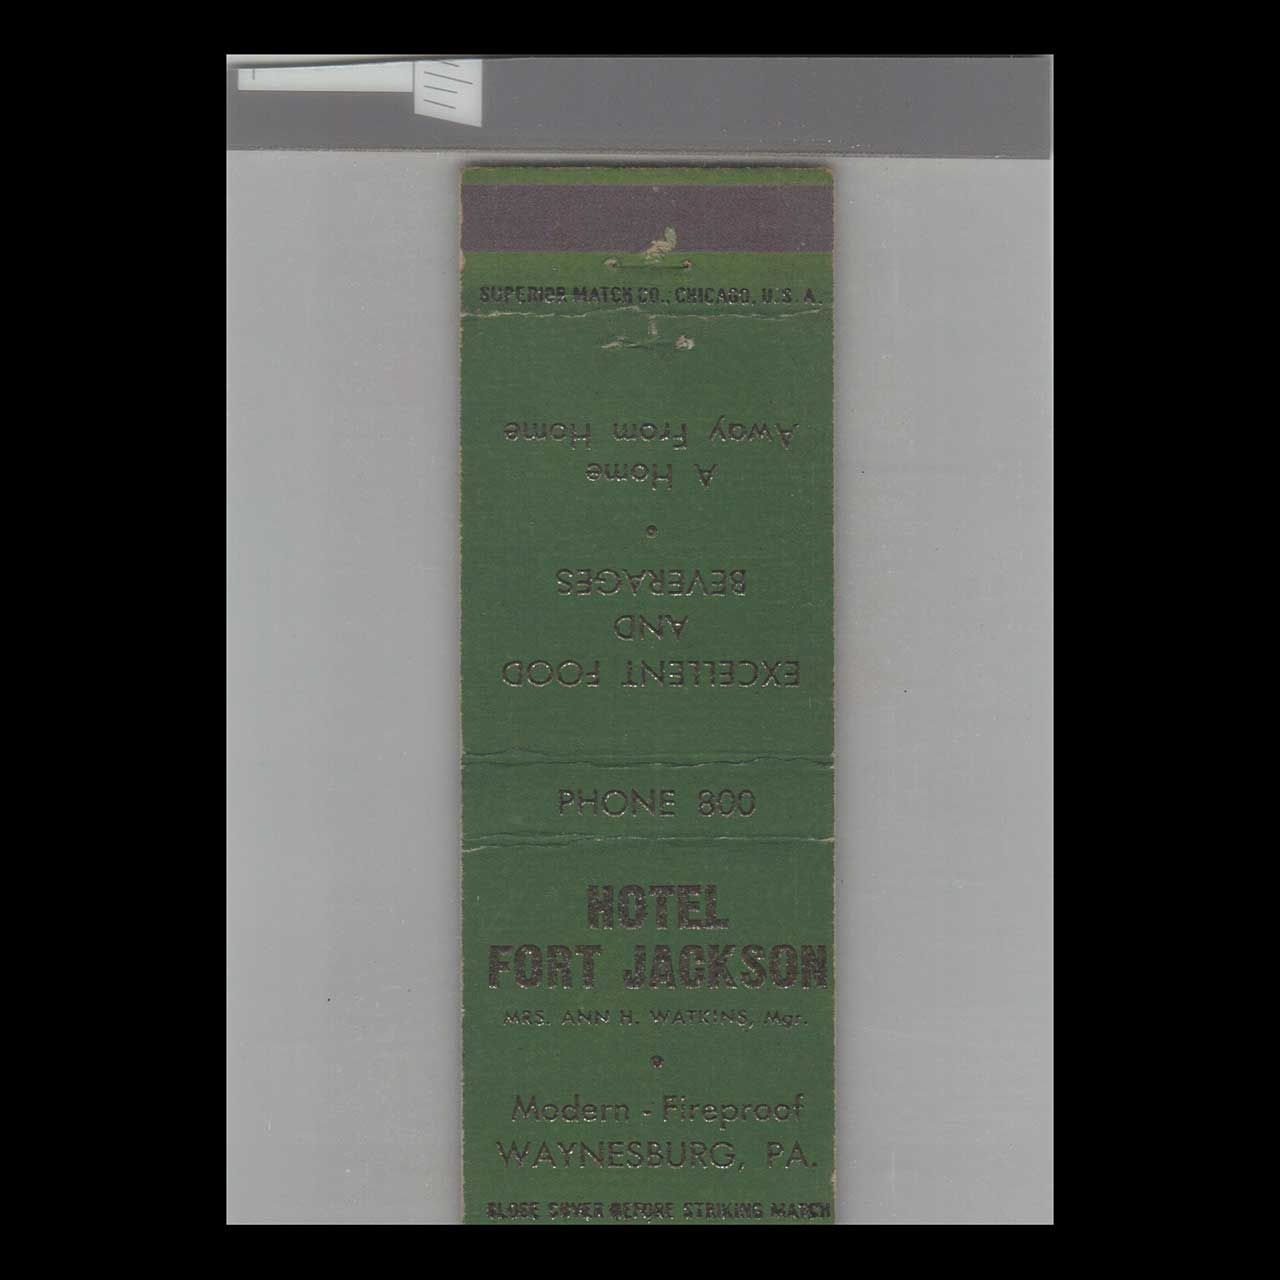 SUPERIOR MATCH CO., CHICAGO, U.S.A.
EXCELLENT FOOD
AND
BEVERAGES
A Home
Away From Home
PHONE 800
HOTEL
FORT JACKSON
MRS. ANN H. WATKINS, Mgr.
Modern - Fireproof
WAYNESBURG, PA.
CLOSE COVER BEFORE STRIKING MATCH